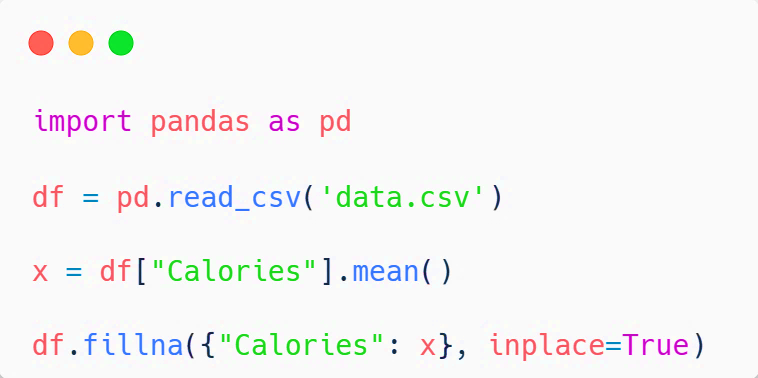 import pandas as pd
df = pd.read_csv('data.csv')
x = df["Calories"].mean()
df.fillna({"Calories": x}, inplace=True)